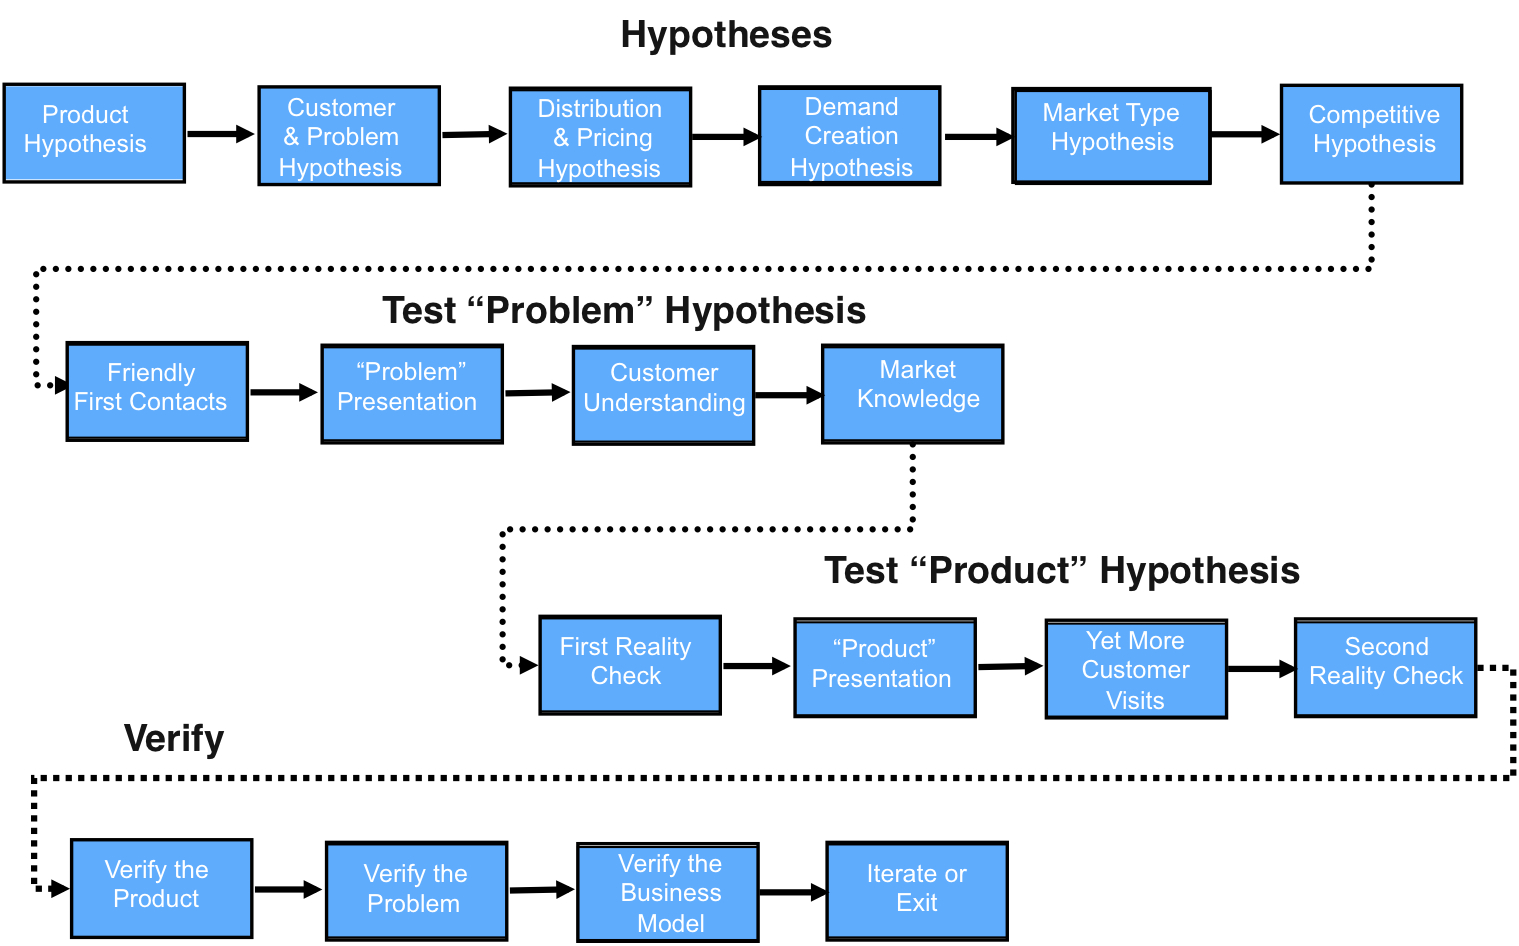 Hypotheses
Product
Hypothesis
Customer
& Problem
Hypothesis
Distribution
& Pricing
Hypothesis
Demand
Creation
Hypothesis
Market Type
Hypothesis
Competitive
Hypothesis
Test “Problem” Hypothesis
Friendly
First Contacts
“Problem”
Presentation
Customer
Understanding
Market
Knowledge
Test “Product” Hypothesis
First Reality
Check
“Product”
Presentation
Yet More
Customer
Visits
Second
Reality Check
Verify
Verify the
Product
Verify the
Problem
Verify the
Business
Model
Iterate or
Exit